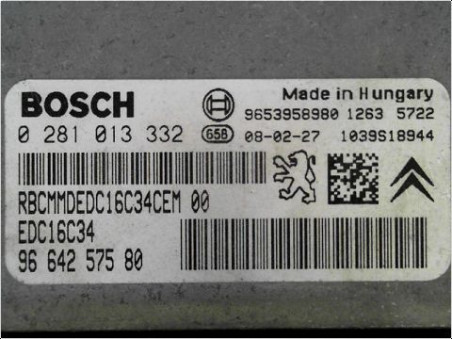 BOSCH
Made in Hungary
9653958980 1263 5722
0 281 013 332 656 08-02-27 1039S18944
RBCMMDEDC16C34CEM 00
EDC16C34
96 642 575 80